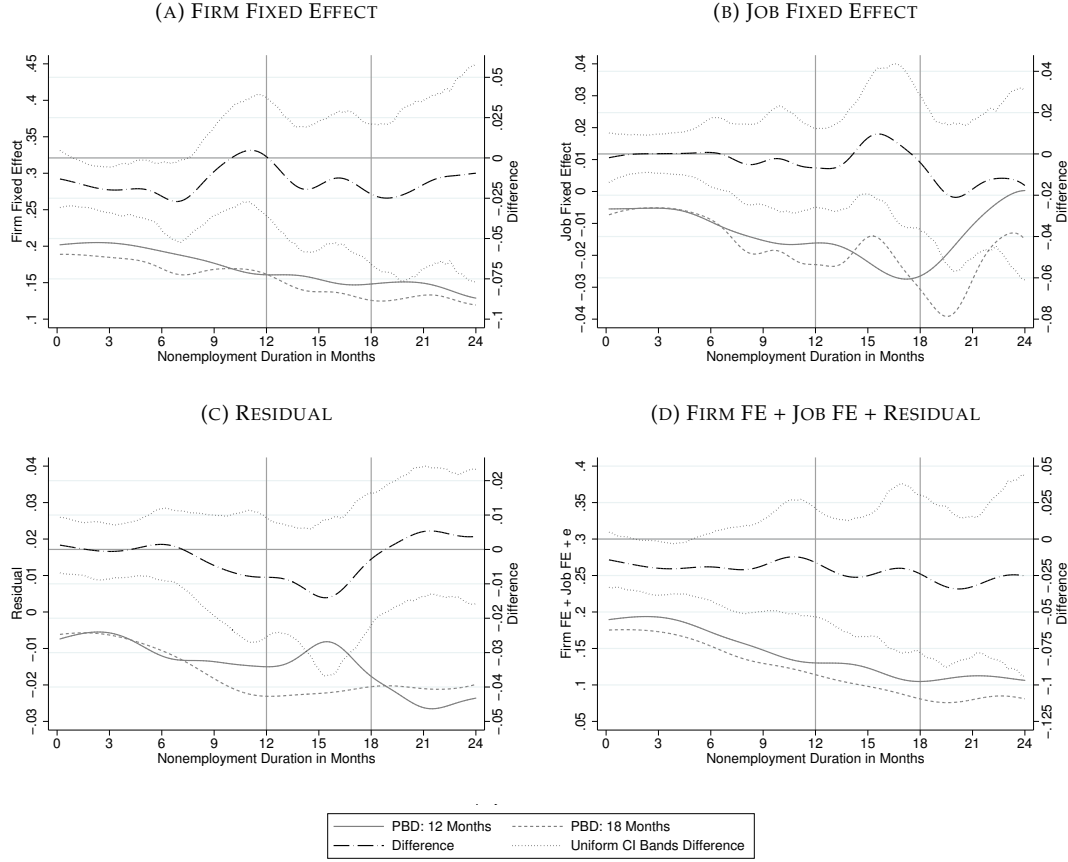 (A) FIRM FIXED EFFECT
.45
.4
.35
.3
.25
.2
.15
.1
Firm Fixed Effect
.05
.025
0
-.025
-.05
-.075
-.1
Difference
0 3 6 9 12 15 18 21 24
Nonemployment Duration in Months
(B) JOB FIXED EFFECT
.04
.03
.02
.01
0
-.01
-.02
-.03
-.04
Job Fixed Effect
.04
.02
0
-.02
-.04
-.06
-.08
Difference
0 3 6 9 12 15 18 21 24
Nonemployment Duration in Months
(C) RESIDUAL
.04
.03
.02
.01
0
-.01
-.02
-.03
Residual
.02
.01
0
-.01
-.02
-.03
-.04
-.05
Difference
0 3 6 9 12 15 18 21 24
Nonemployment Duration in Months
(D) FIRM FE + JOB FE + RESIDUAL
.4
.35
.3
.25
.2
.15
.1
.05
Firm FE + Job FE + e
.05
.025
0
-.025
-.05
-.075
-.1
-.125
Difference
0 3 6 9 12 15 18 21 24
Nonemployment Duration in Months
PBD: 12 Months
PBD: 18 Months
Difference
Uniform CI Bands Difference